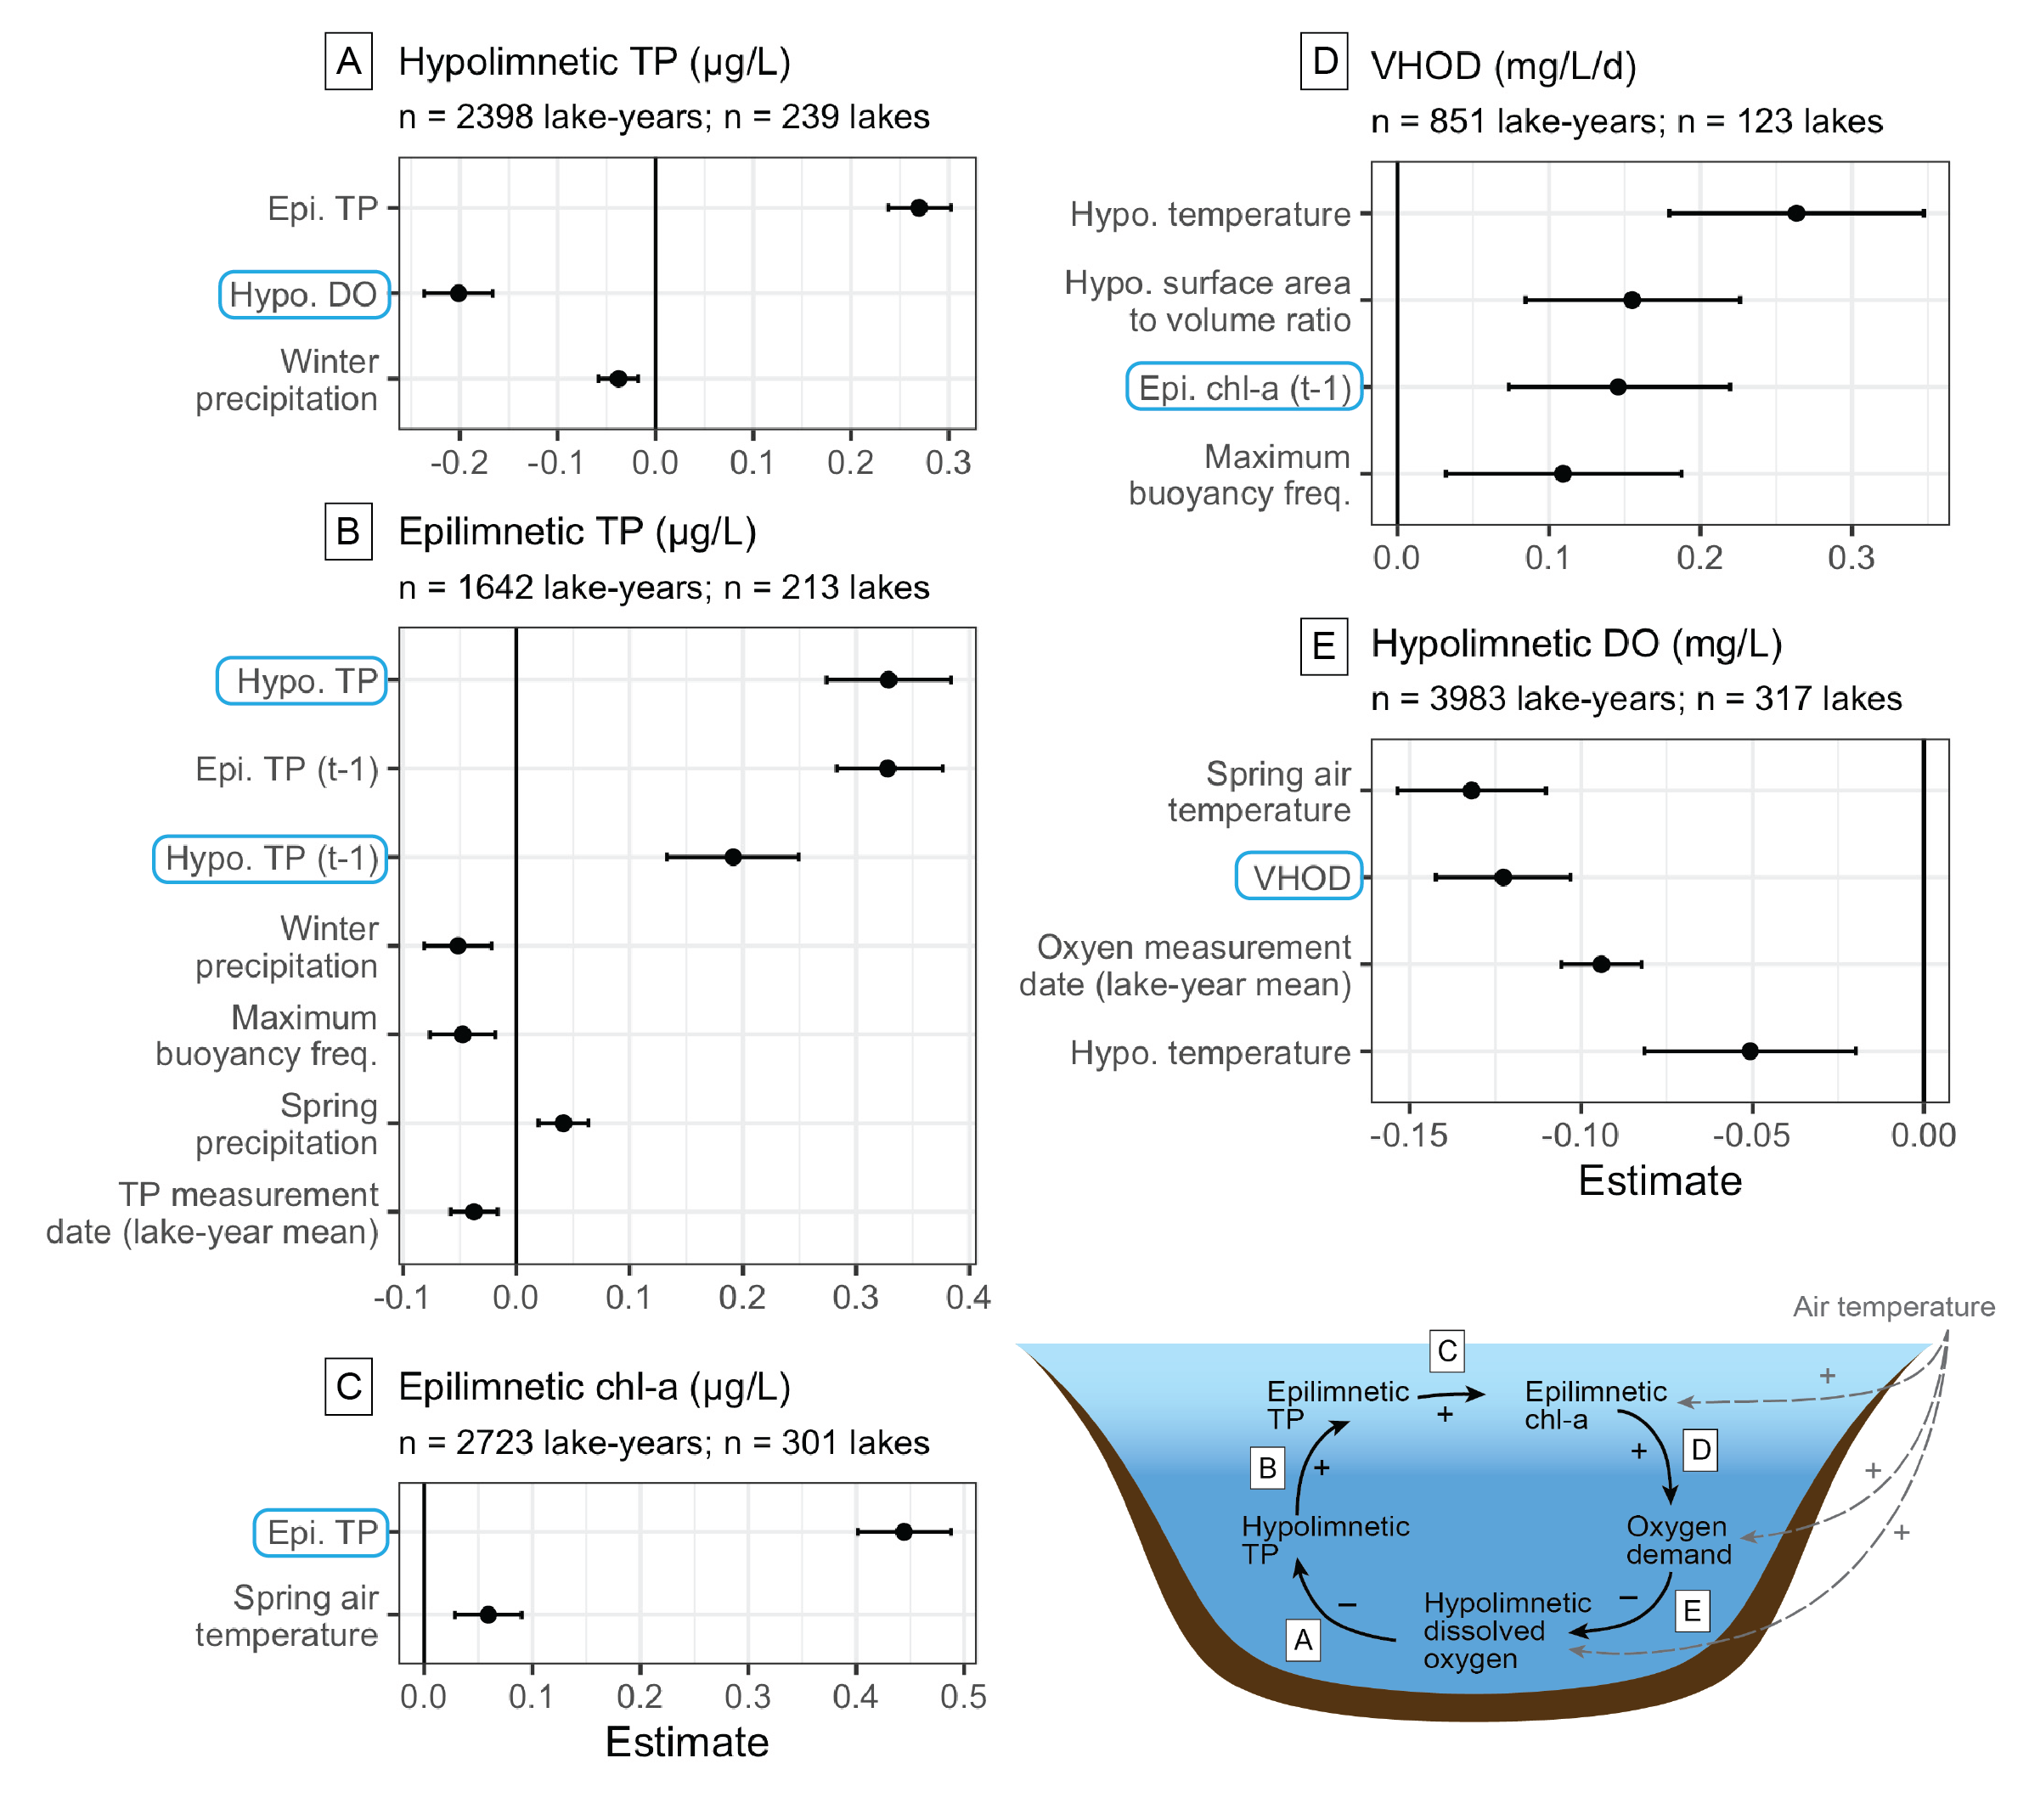 A Hypolimnetic TP (µg/L)
n = 2398 lake-years; n = 239 lakes
Epi. TP
Hypo. DO
Winter
precipitation
-0.2 -0.1 0.0 0.1 0.2 0.3
B Epilimnetic TP (µg/L)
n = 1642 lake-years; n = 213 lakes
Hypo. TP
Epi. TP (t-1)
Hypo. TP (t-1)
Winter
precipitation
Maximum
buoyancy freq.
Spring
precipitation
TP measurement
date (lake-year mean)
-0.1 0.0 0.1 0.2 0.3 0.4
C Epilimnetic chl-a (µg/L)
n = 2723 lake-years; n = 301 lakes
Epi. TP
Spring air
temperature
0.0 0.1 0.2 0.3 0.4 0.5
Estimate
D VHOD (mg/L/d)
n = 851 lake-years; n = 123 lakes
Hypo. temperature
Hypo. surface area
to volume ratio
Epi. chl-a (t-1)
Maximum
buoyancy freq.
0.0 0.1 0.2 0.3
E Hypolimnetic DO (mg/L)
n = 3983 lake-years; n = 317 lakes
Spring air
temperature
VHOD
Oxyen measurement
date (lake-year mean)
Hypo. temperature
-0.15 -0.10 -0.05 0.00
Estimate
Air temperature
C
Epilimnetic
TP
+
Epilimnetic
chl-a
+
B
+
+
D
+
Hypolimnetic
TP
Oxygen
demand
+
A
−
Hypolimnetic
dissolved
oxygen
−
E